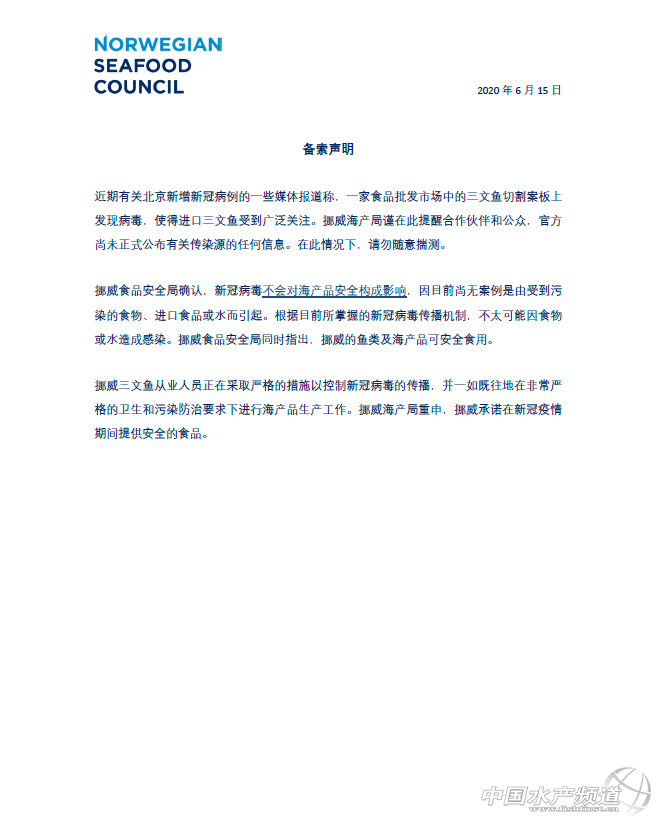 NORWEGIAN
SEAFOOD
COUNCIL
2020 年 6 月 15 日
备索声明
近期有关北京新增新冠病例的一些媒体报道称，一家食品批发市场中的三文鱼切割案板上
发现病毒，使得进口三文鱼受到广泛关注。挪威海产局谨在此提醒合作伙伴和公众，官方
尚未正式公布有关传染源的任何信息。在此情况下，请勿随意揣测。
挪威食品安全局确认，新冠病毒不会对海产品安全构成影响，因目前尚无案例是由受到污
染的食物、进口食品或水而引起。根据目前所掌握的新冠病毒传播机制，不太可能因食物
或水造成感染。挪威食品安全局同时指出，挪威的鱼类及海产品可安全食用。
挪威三文鱼从业人员正在采取严格的措施以控制新冠病毒的传播，并一如既往地在非常严
格的卫生和污染防治要求下进行海产品生产工作。挪威海产局重申，挪威承诺在新冠疫情
期间提供安全的食品。
中国水产频道
www.fishfirst.cn